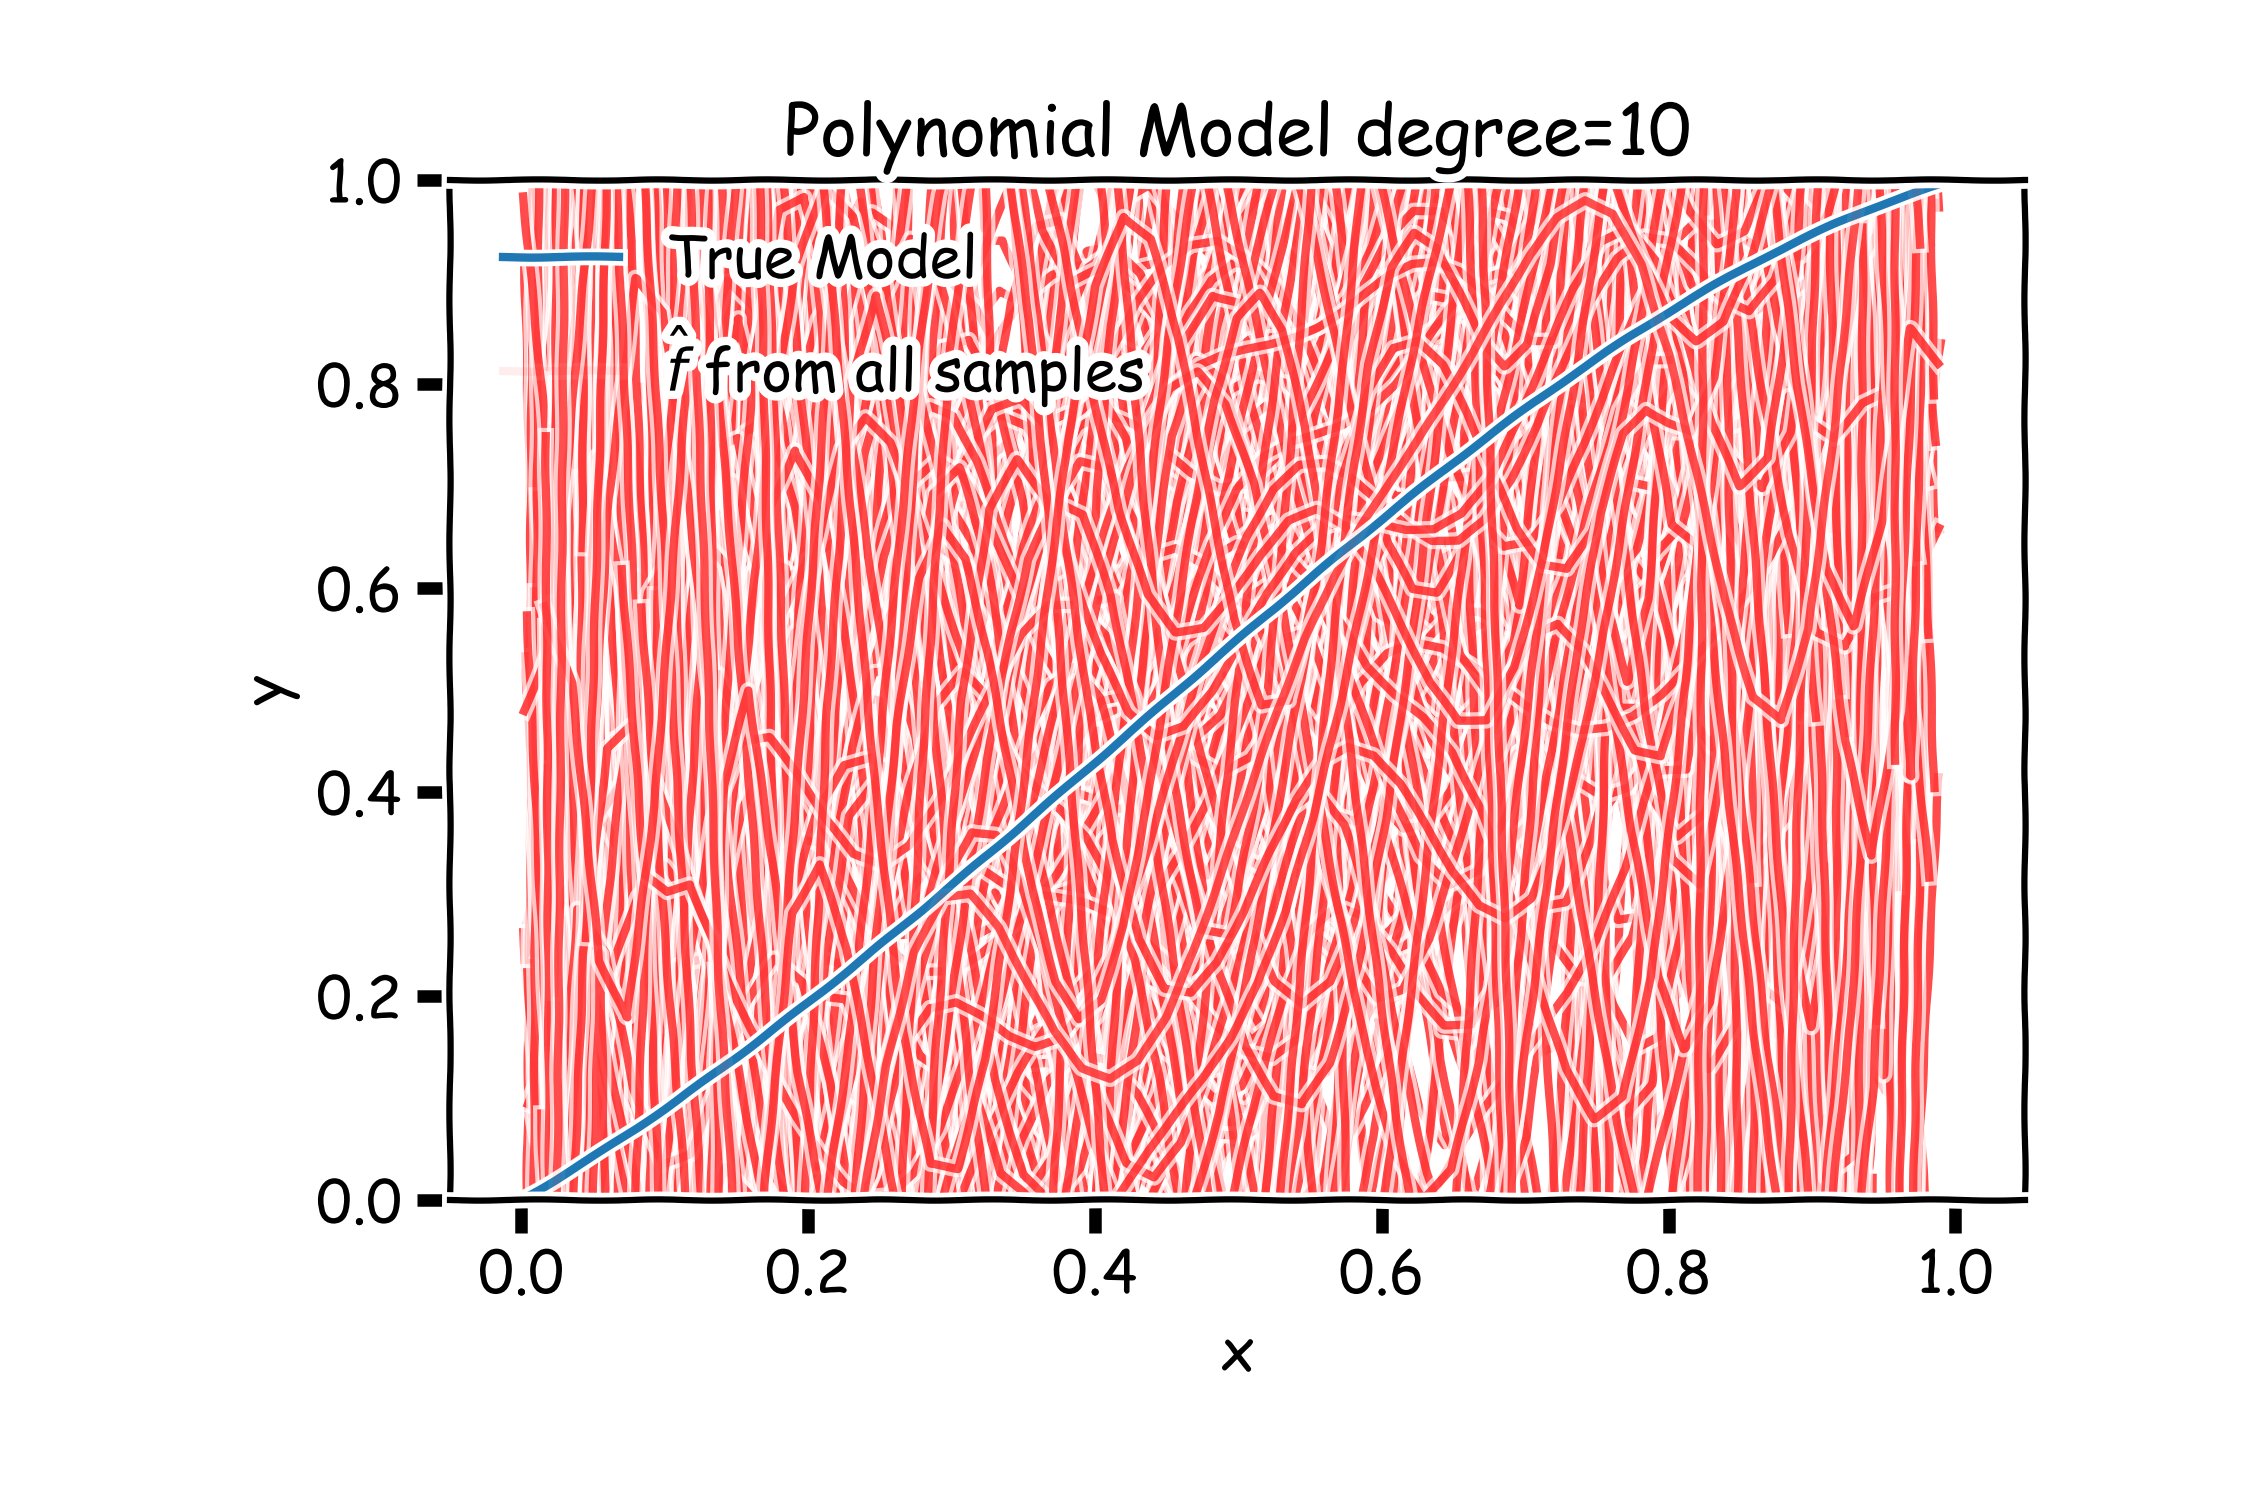 Polynomial Model degree=10
1.0
0.8
0.6
0.4
0.2
0.0
y
True Model
f̂ from all samples
0.0 0.2 0.4 0.6 0.8 1.0
x